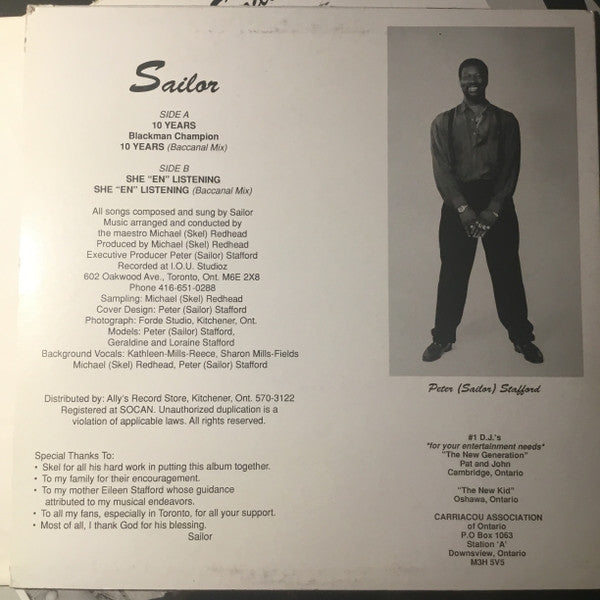 Sailor
SIDE A
10 YEARS
Blackman Champion
10 YEARS (Baccanal Mix)
SIDE B
SHE "EN" LISTENING
SHE "EN" LISTENING (Baccanal Mix)
All songs composed and sung by Sailor
Music arranged and conducted by
the maestro Michael (Skel) Redhead
Produced by Michael (Skel) Redhead
Executive Producer Peter (Sailor) Stafford
Recorded at I.O.U. Studioz
602 Oakwood Ave., Toronto, Ont. M6E 2X8
Phone 416-651-0288
Sampling: Michael (Skel) Redhead
Cover Design: Peter (Sailor) Stafford
Photograph: Forde Studio, Kitchener, Ont.
Models: Peter (Sailor) Stafford,
Geraldine and Loraine Stafford
Background Vocals: Kathleen-Mills-Reece, Sharon Mills-Fields
Michael (Skel) Redhead, Peter (Sailor) Stafford
Distributed by: Ally's Record Store, Kitchener, Ont. 570-3122
Registered at SOCAN. Unauthorized duplication is a
violation of applicable laws. All rights reserved.
Special Thanks To:
• Skel for all his hard work in putting this album together.
• To my family for their encouragement.
• To my mother Eileen Stafford whose guidance
attributed to my musical endeavors.
• To all my fans, especially in Toronto, for all your support.
• Most of all, I thank God for his blessing.
Sailor
Peter (Sailor) Stafford
#1 D.J.'s
*for your entertainment needs*
"The New Generation"
Pat and John
Cambridge, Ontario
"The New Kid"
Oshawa, Ontario
CARRIACOU ASSOCIATION
of Ontario
P.O Box 1063
Station 'A'
Downsview, Ontario
M3H 5V5